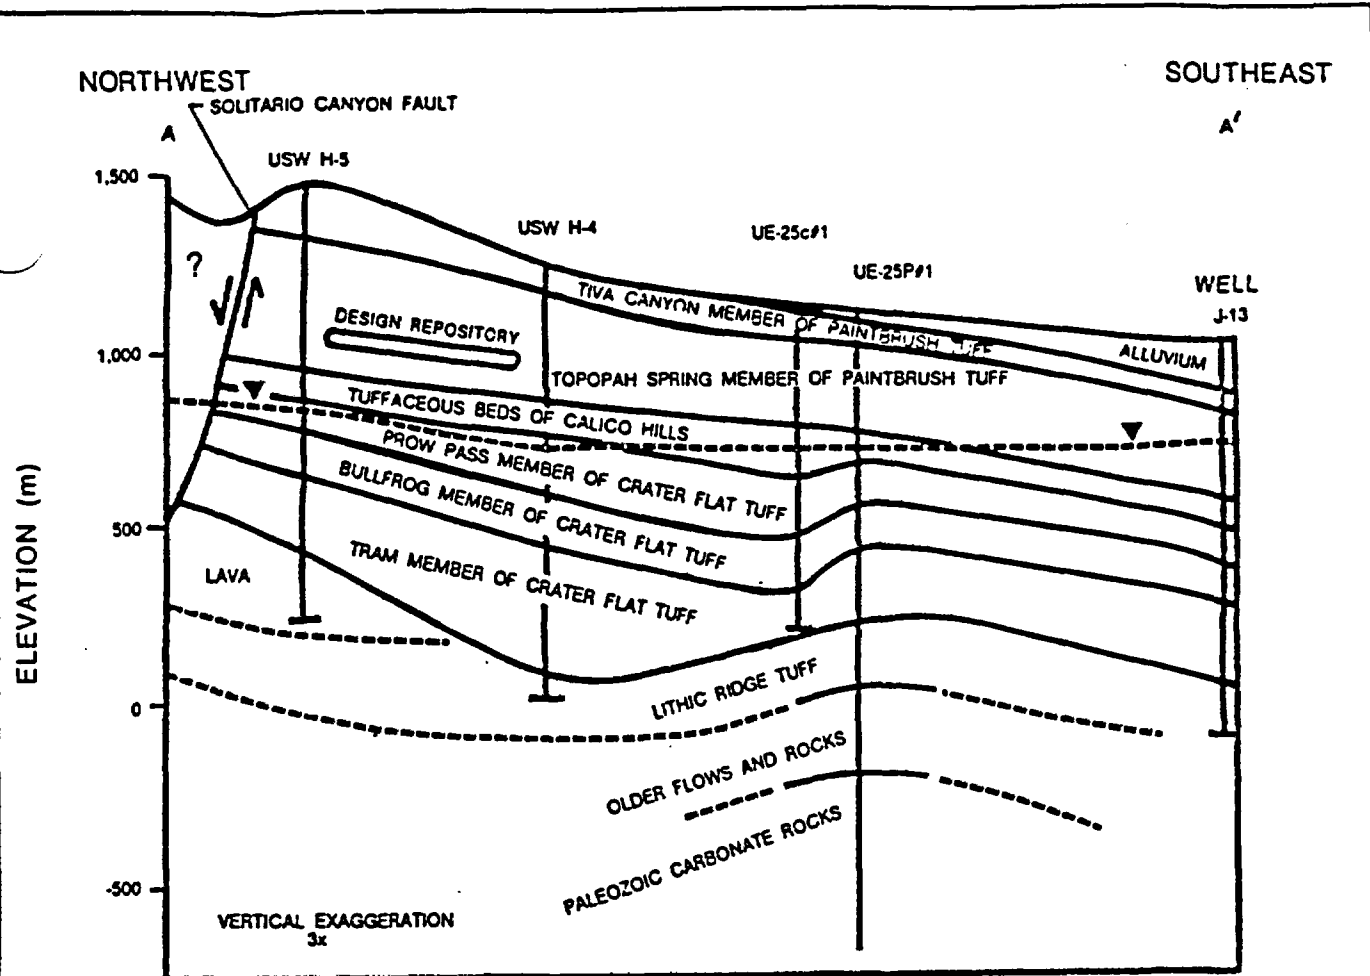 NORTHWEST
SOUTHEAST
SOLITARIO CANYON FAULT
A
A'
USW H-5
1,500
USW H-4
UE-25c#1
UE-25P#1
WELL
J-13
?
TIVA CANYON MEMBER OF PAINTBRUSH TUFF
DESIGN REPOSITORY
ALLUVIUM
1,000
TOPOPAH SPRING MEMBER OF PAINTBRUSH TUFF
TUFFACEOUS BEDS OF CALICO HILLS
PROW PASS MEMBER OF CRATER FLAT TUFF
BULLFROG MEMBER OF CRATER FLAT TUFF
500
TRAM MEMBER OF CRATER FLAT TUFF
LAVA
ELEVATION (m)
LITHIC RIDGE TUFF
0
OLDER FLOWS AND ROCKS
PALEOZOIC CARBONATE ROCKS
-500
VERTICAL EXAGGERATION
3x